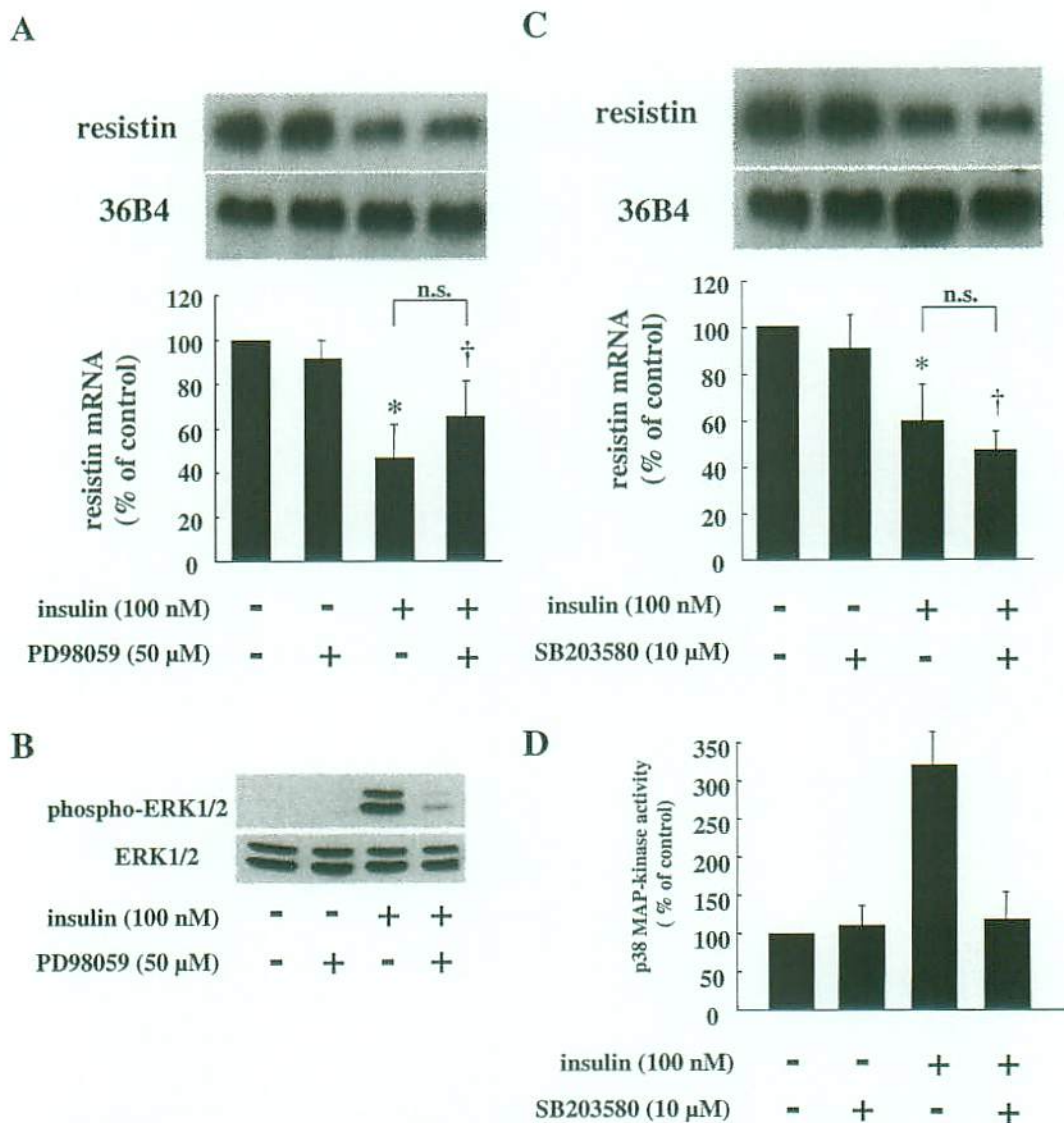 A
resistin
36B4
120
100
80
60
40
20
0
resistin mRNA
(% of control)
n.s.
*
†
insulin (100 nM) - - + +
PD98059 (50 µM) - + - +
C
resistin
36B4
120
100
80
60
40
20
0
resistin mRNA
(% of control)
n.s.
*
†
insulin (100 nM) - - + +
SB203580 (10 µM) - + - +
B
phospho-ERK1/2
ERK1/2
insulin (100 nM) - - + +
PD98059 (50 µM) - + - +
D
350
300
250
200
150
100
50
0
p38 MAP-kinase activity
( % of control)
insulin (100 nM) - - + +
SB203580 (10 µM) - + - +